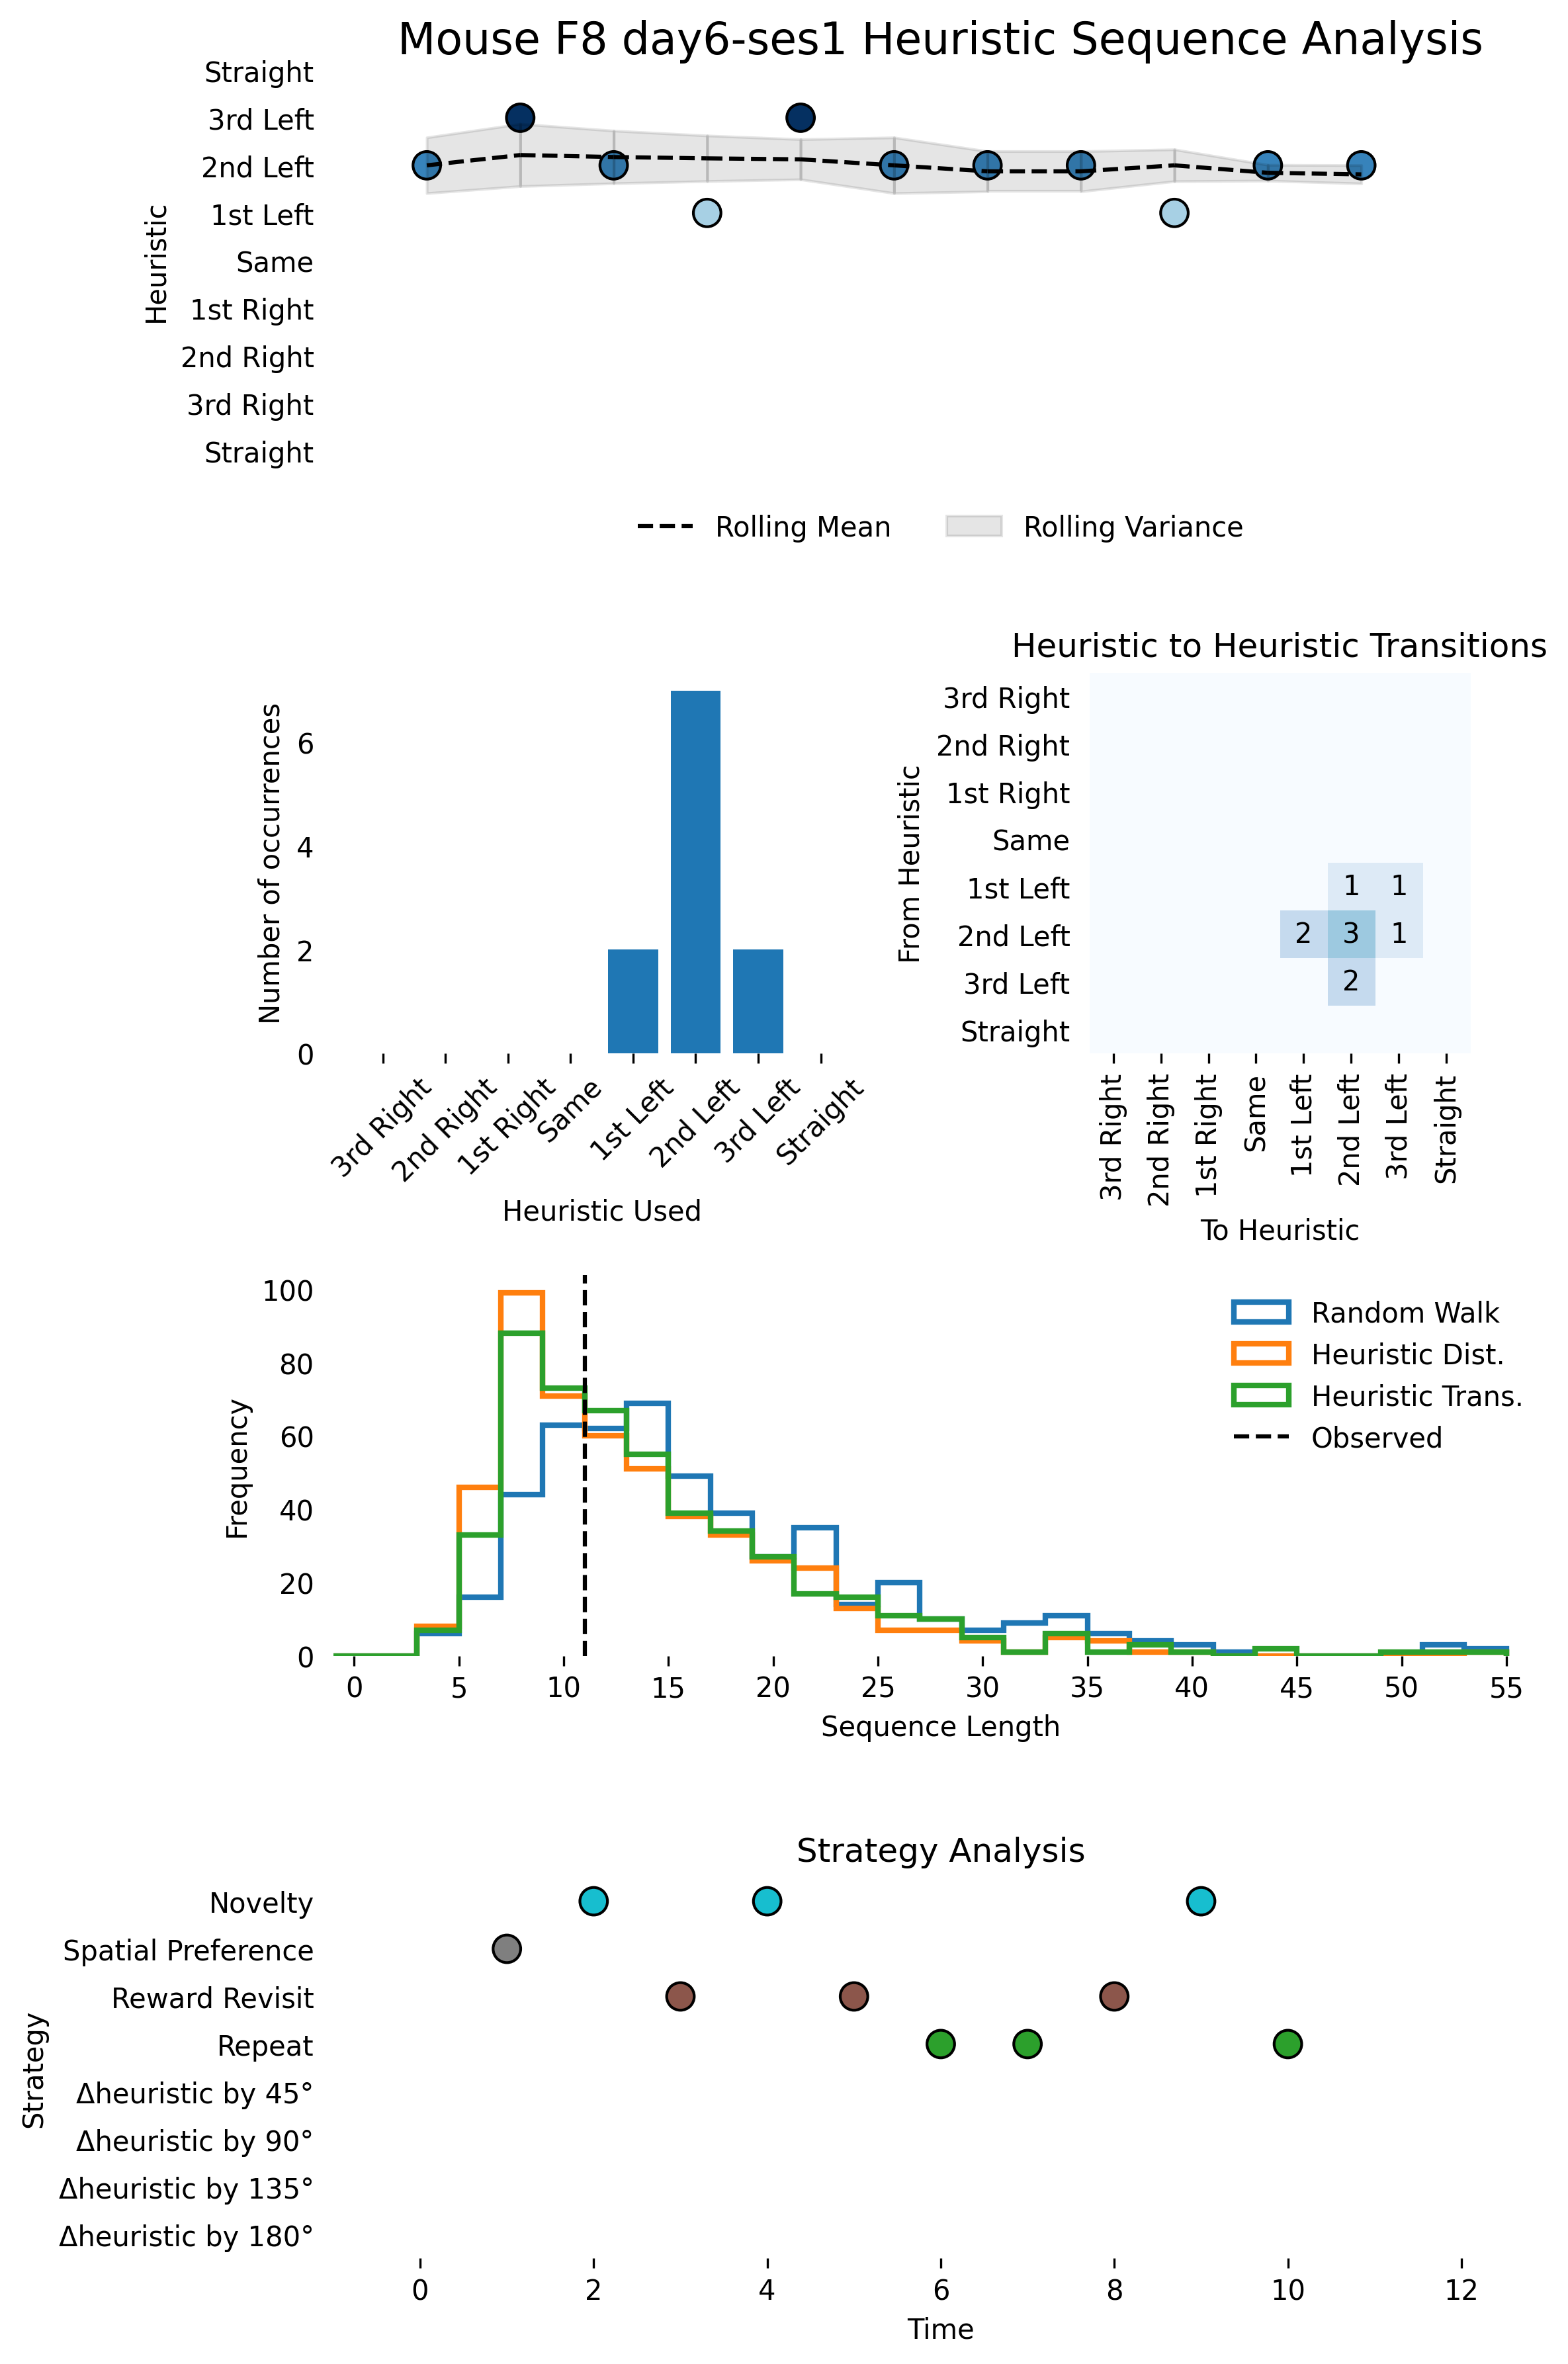 Mouse F8 day6-ses1 Heuristic Sequence Analysis
Straight
3rd Left
2nd Left
1st Left
Same
1st Right
2nd Right
3rd Right
Straight
Heuristic
Rolling Mean
Rolling Variance
6
4
2
0
Number of occurrences
3rd Right
2nd Right
1st Right
Same
1st Left
2nd Left
3rd Left
Straight
Heuristic Used
Heuristic to Heuristic Transitions
3rd Right
2nd Right
1st Right
Same
1st Left
2nd Left
3rd Left
Straight
From Heuristic
1 1
2 3 1
2
3rd Right
2nd Right
1st Right
Same
1st Left
2nd Left
3rd Left
Straight
To Heuristic
100
80
60
40
20
0
Frequency
Random Walk
Heuristic Dist.
Heuristic Trans.
Observed
0 5 10 15 20 25 30 35 40 45 50 55
Sequence Length
Strategy Analysis
Novelty
Spatial Preference
Reward Revisit
Repeat
Δheuristic by 45°
Δheuristic by 90°
Δheuristic by 135°
Δheuristic by 180°
Strategy
0 2 4 6 8 10 12
Time